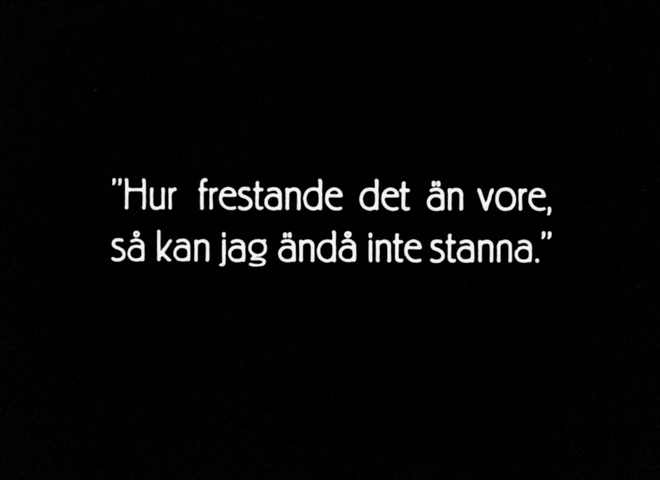 ”Hur frestande det än vore,
så kan jag ändå inte stanna.”